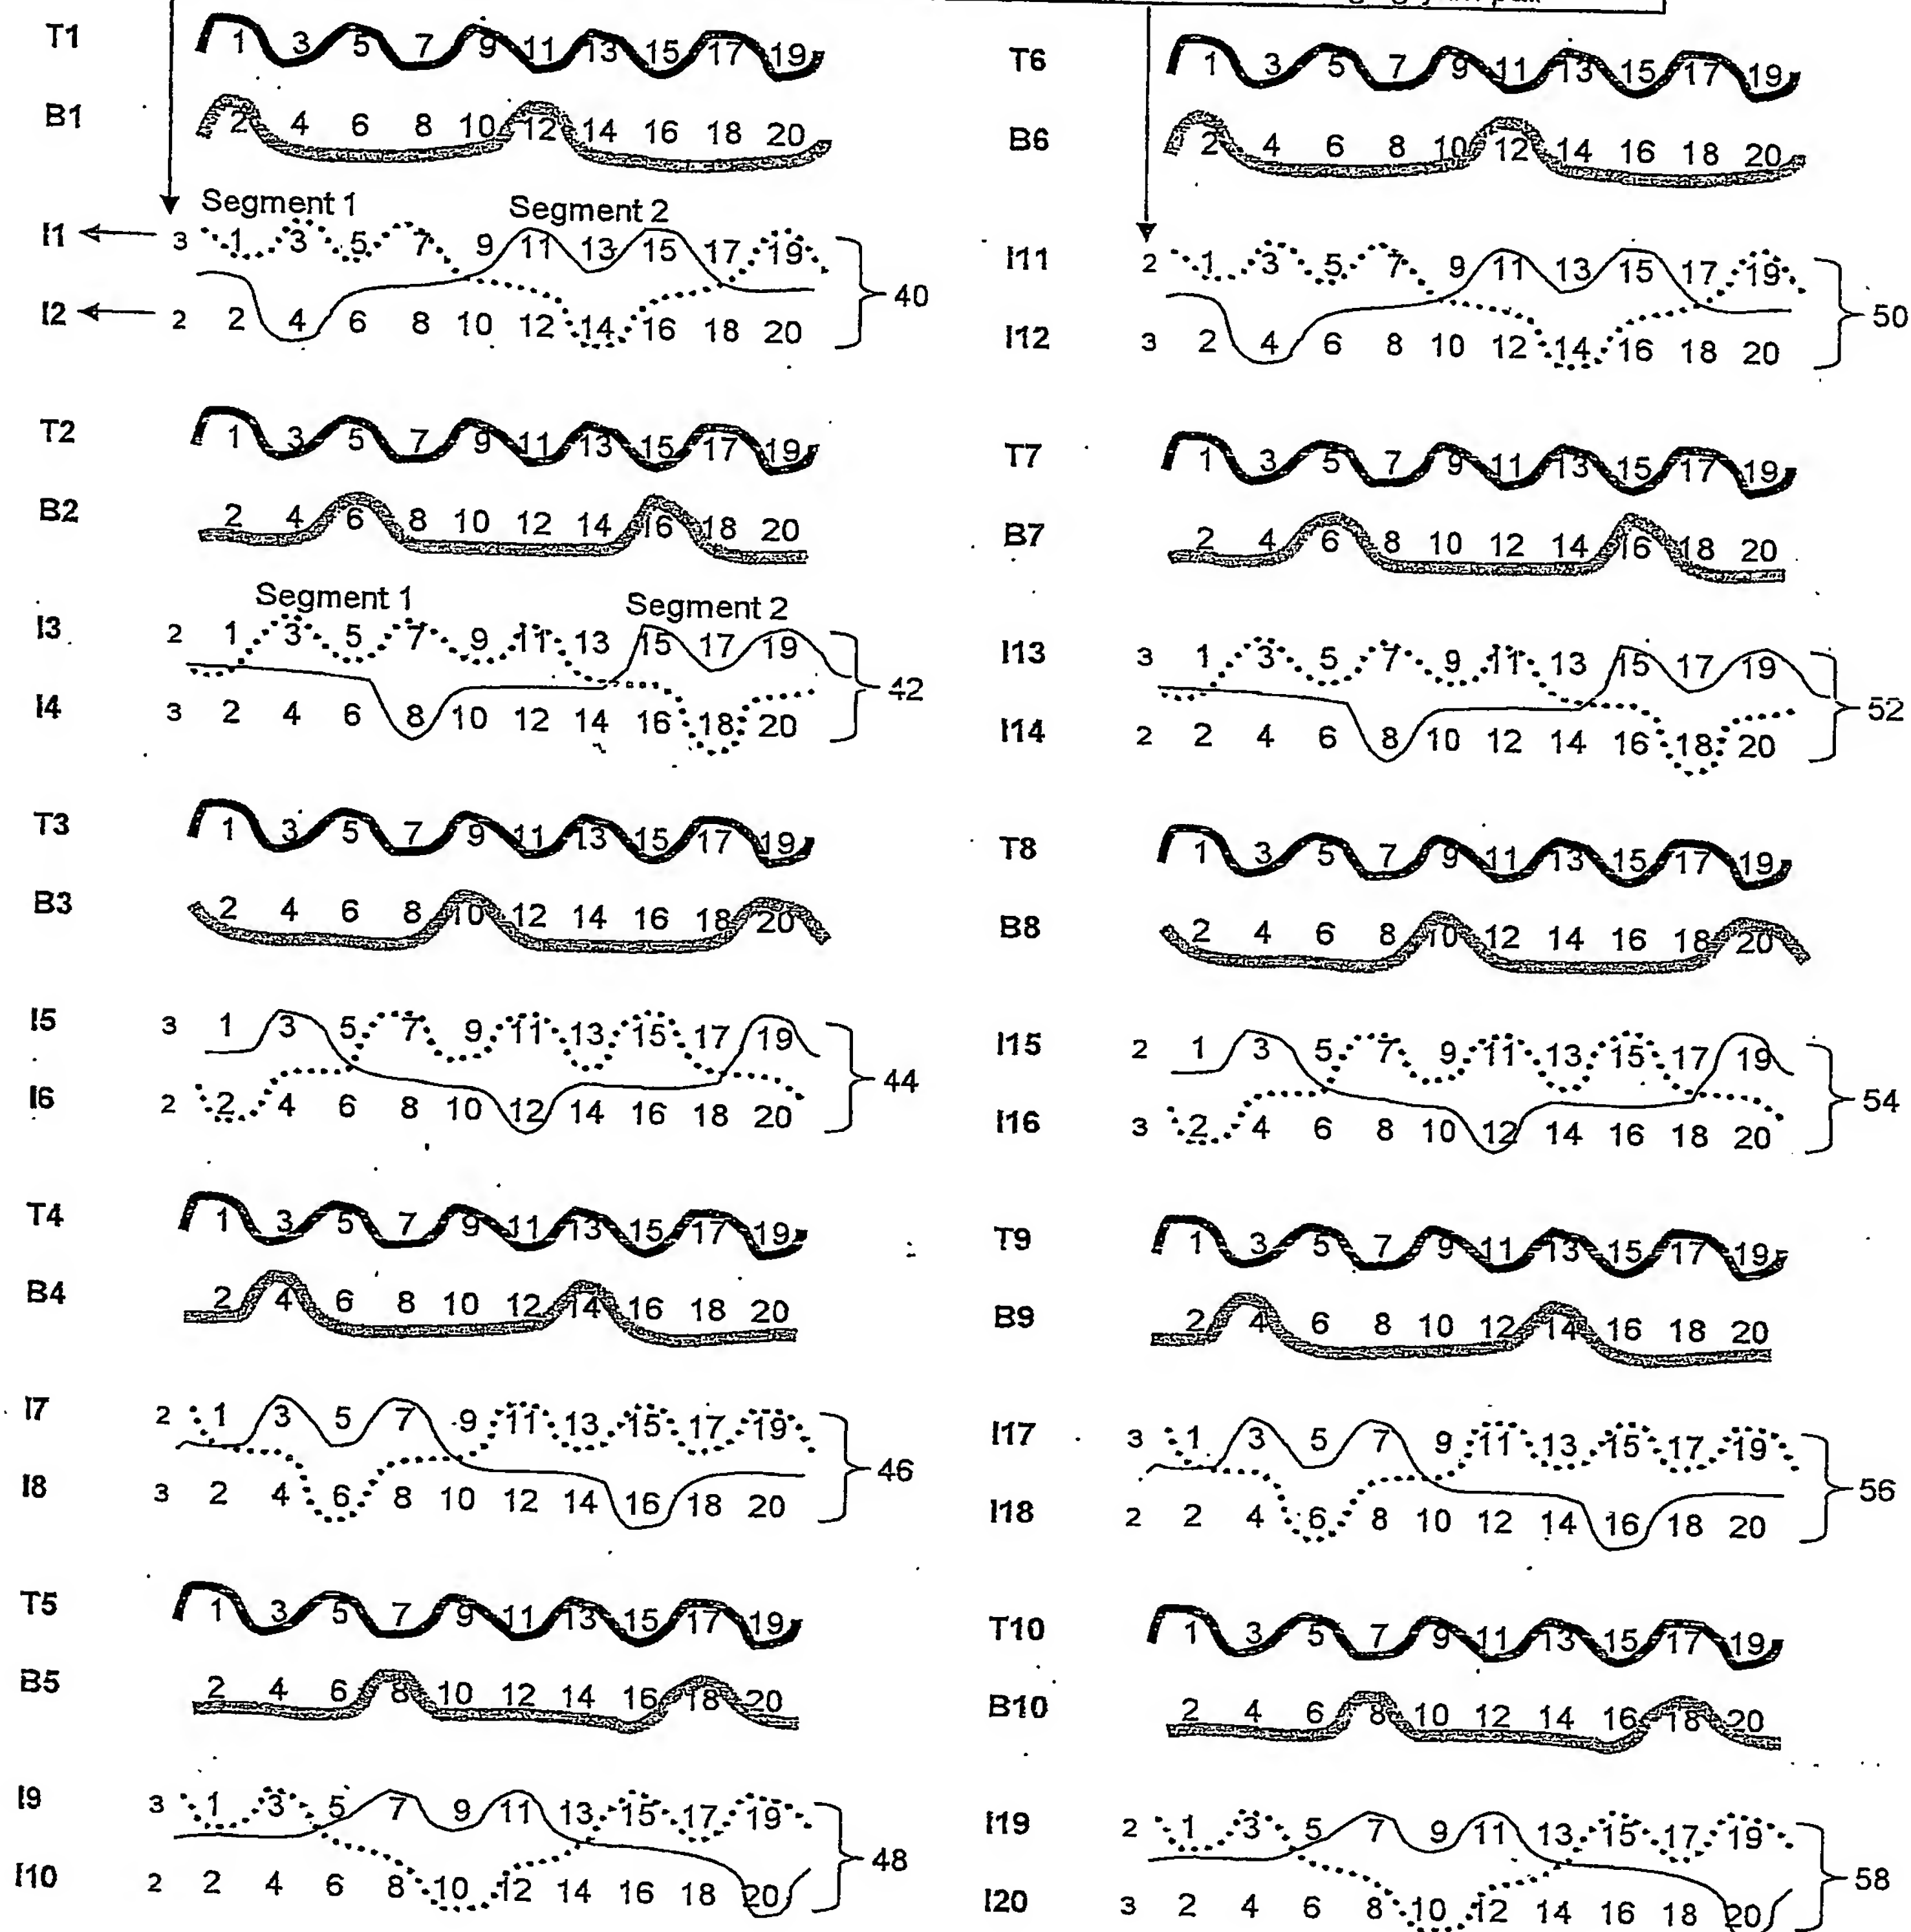 T1 1 3 5 7 9 11 13 15 17 19
B1 2 4 6 8 10 12 14 16 18 20
Segment 1 Segment 2
I1 3 1 3 5 7 9 11 13 15 17 19
40
I2 2 2 4 6 8 10 12 14 16 18 20
T2 1 3 5 7 9 11 13 15 17 19
B2 2 4 6 8 10 12 14 16 18 20
Segment 1 Segment 2
I3 2 1 3 5 7 9 11 13 15 17 19
42
I4 3 2 4 6 8 10 12 14 16 18 20
T3 1 3 5 7 9 11 13 15 17 19
B3 2 4 6 8 10 12 14 16 18 20
I5 3 1 3 5 7 9 11 13 15 17 19
44
I6 2 2 4 6 8 10 12 14 16 18 20
T4 1 3 5 7 9 11 13 15 17 19
B4 2 4 6 8 10 12 14 16 18 20
I7 2 1 3 5 7 9 11 13 15 17 19
46
I8 3 2 4 6 8 10 12 14 16 18 20
T5 1 3 5 7 9 11 13 15 17 19
B5 2 4 6 8 10 12 14 16 18 20
I9 3 1 3 5 7 9 11 13 15 17 19
48
I10 2 2 4 6 8 10 12 14 16 18 20
T6 1 3 5 7 9 11 13 15 17 19
B6 2 4 6 8 10 12 14 16 18 20
I11 2 1 3 5 7 9 11 13 15 17 19
50
I12 3 2 4 6 8 10 12 14 16 18 20
T7 1 3 5 7 9 11 13 15 17 19
B7 2 4 6 8 10 12 14 16 18 20
I13 3 1 3 5 7 9 11 13 15 17 19
52
I14 2 2 4 6 8 10 12 14 16 18 20
T8 1 3 5 7 9 11 13 15 17 19
B8 2 4 6 8 10 12 14 16 18 20
I15 2 1 3 5 7 9 11 13 15 17 19
54
I16 3 2 4 6 8 10 12 14 16 18 20
T9 1 3 5 7 9 11 13 15 17 19
B9 2 4 6 8 10 12 14 16 18 20
I17 3 1 3 5 7 9 11 13 15 17 19
56
I18 2 2 4 6 8 10 12 14 16 18 20
T10 1 3 5 7 9 11 13 15 17 19
B10 2 4 6 8 10 12 14 16 18 20
I19 2 1 3 5 7 9 11 13 15 17 19
58
I20 3 2 4 6 8 10 12 14 16 18 20